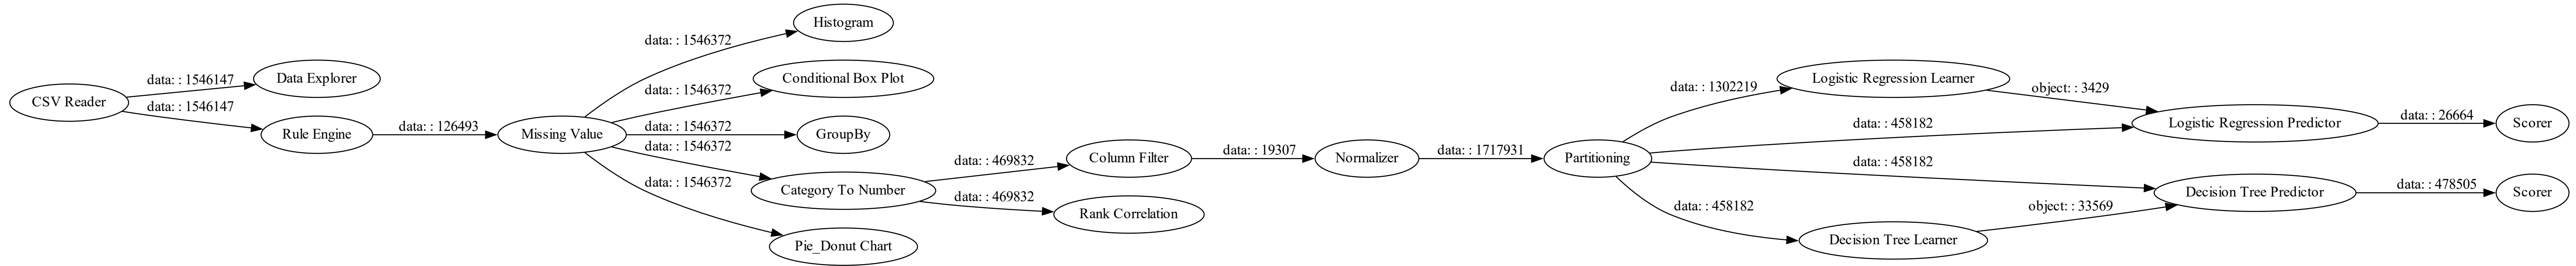 CSV Reader
data: : 1546147
data: : 1546147
Data Explorer
Rule Engine
data: : 126493
Missing Value
data: : 1546372
data: : 1546372
data: : 1546372
data: : 1546372
data: : 1546372
Histogram
Conditional Box Plot
GroupBy
Category To Number
Pie_Donut Chart
data: : 469832
data: : 469832
Column Filter
Rank Correlation
data: : 19307
Normalizer
data: : 1717931
Partitioning
data: : 1302219
data: : 458182
data: : 458182
data: : 458182
Logistic Regression Learner
Decision Tree Learner
object: : 3429
object: : 33569
Logistic Regression Predictor
Decision Tree Predictor
data: : 26664
data: : 478505
Scorer
Scorer